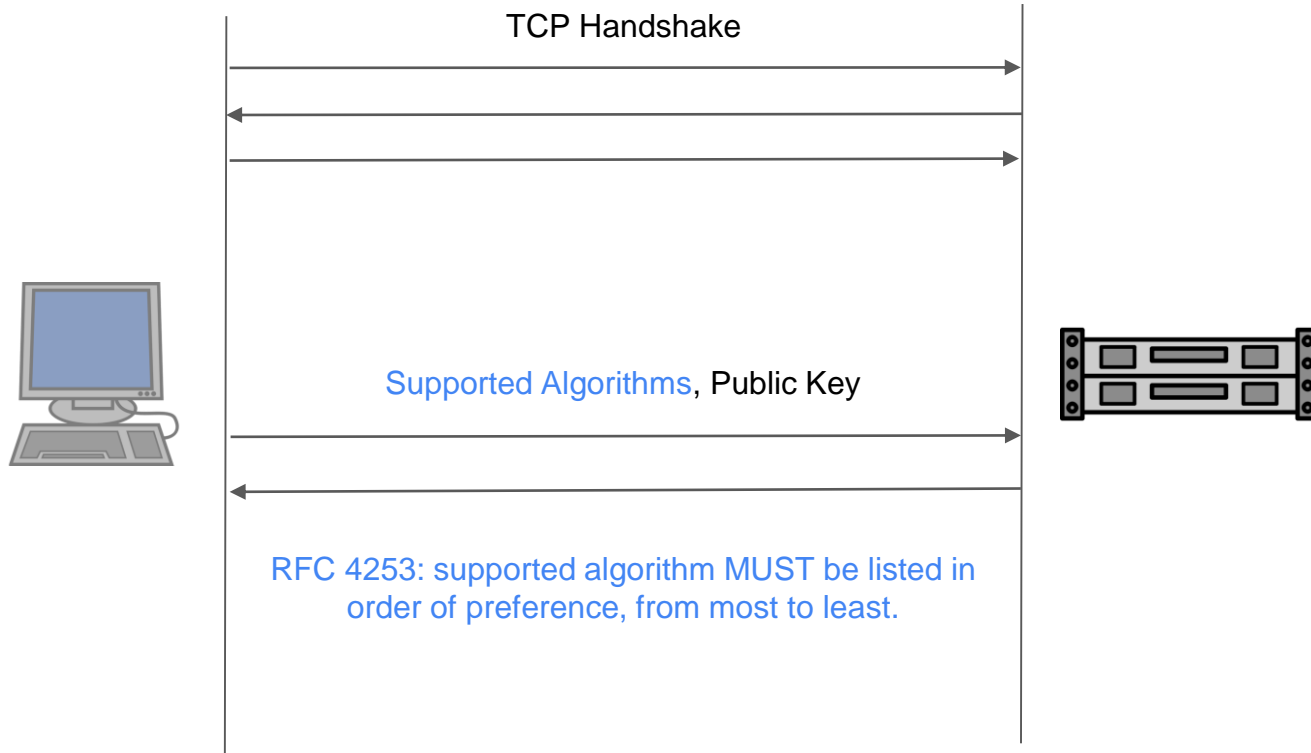 TCP Handshake
Supported Algorithms, Public Key
RFC 4253: supported algorithm MUST be listed in
order of preference, from most to least.